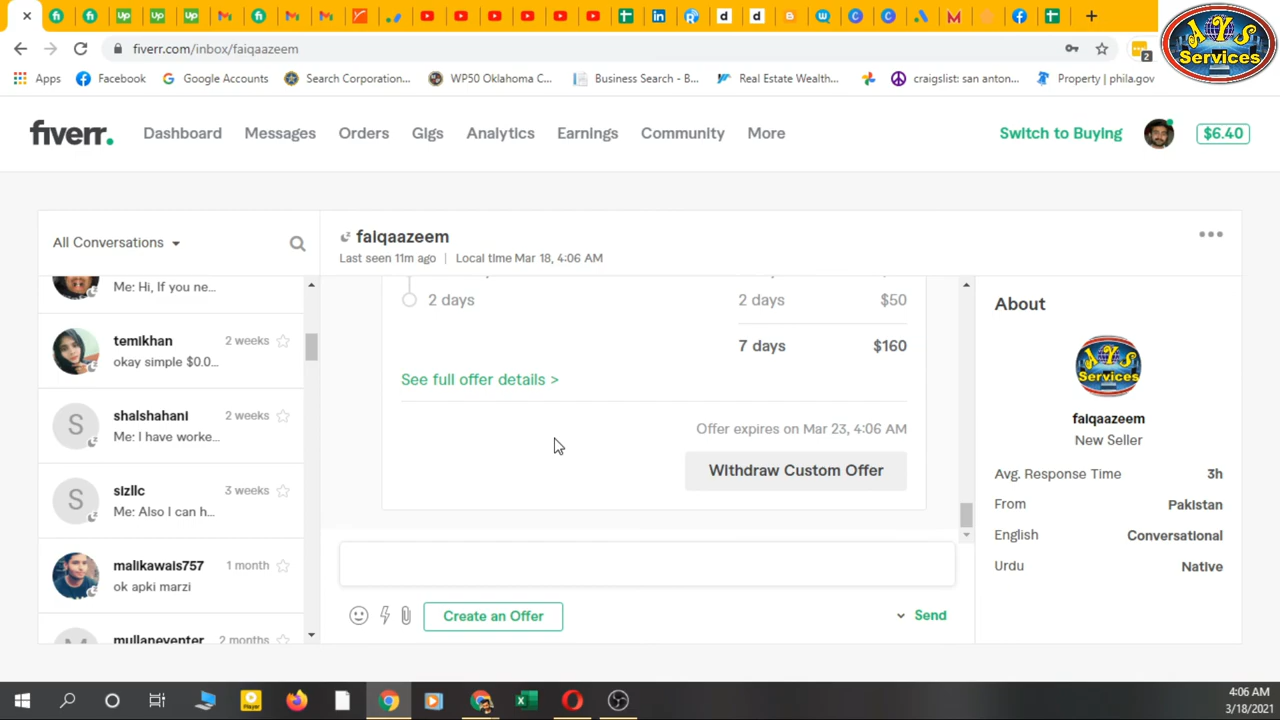 AYS
Services
fiverr.com/inbox/faiqaazeem
2
Apps
Facebook
Google Accounts
Search Corporation...
WP50 Oklahoma C...
Business Search - B...
Real Estate Wealth...
craigslist: san anton...
Property | phila.gov
fiverr.
Dashboard
Messages
Orders
Gigs
Analytics
Earnings
Community
More
Switch to Buying
$6.40
All Conversations
faiqaazeem
Last seen 11m ago | Local time Mar 18, 4:06 AM
Me: Hi, If you ne...
temikhan
2 weeks
okay simple $0.0...
S
shaishahani
2 weeks
Me: I have worke...
S
sizllc
3 weeks
Me: Also I can h...
malikawais757
1 month
ok apki marzi
mullaneventer
2 months
2 days
2 days
$50
7 days
$160
See full offer details >
Offer expires on Mar 23, 4:06 AM
Withdraw Custom Offer
Create an Offer
Send
About
AYS
Services
faiqaazeem
New Seller
Avg. Response Time
3h
From
Pakistan
English
Conversational
Urdu
Native
4:06 AM
3/18/2021